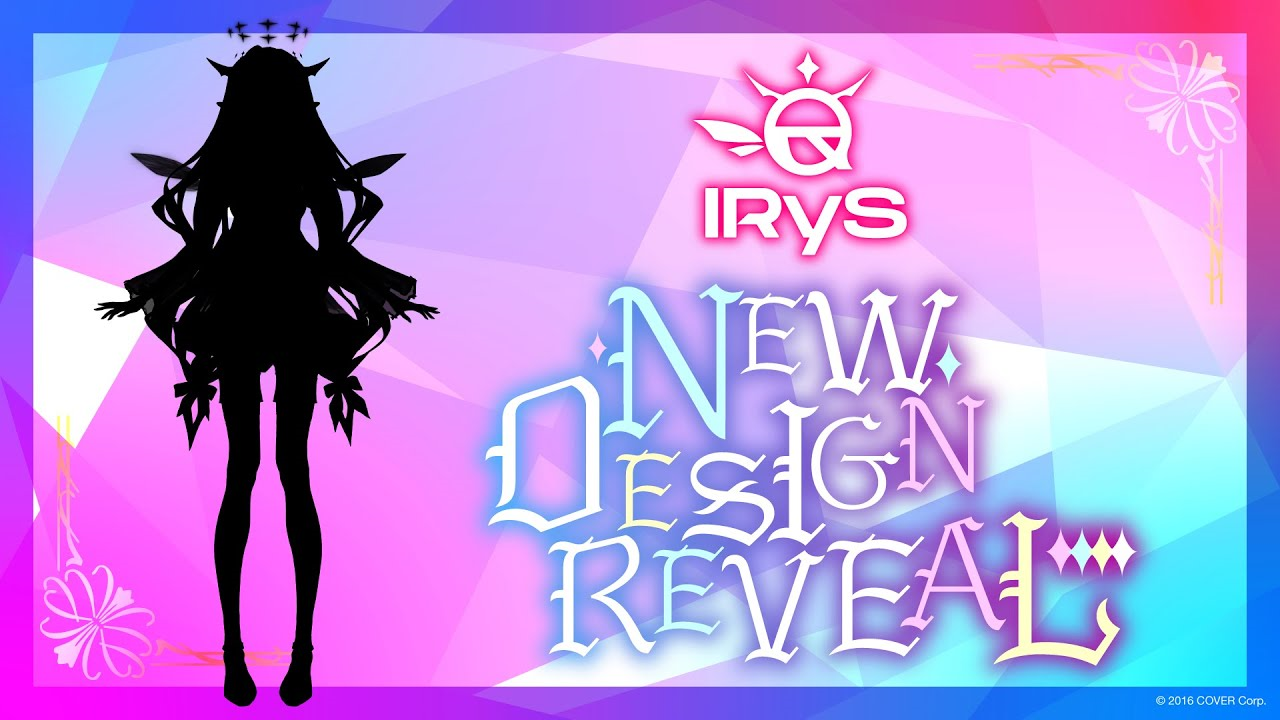 IRyS
NEW
DESIGN
REVEAL
© 2016 COVER Corp.